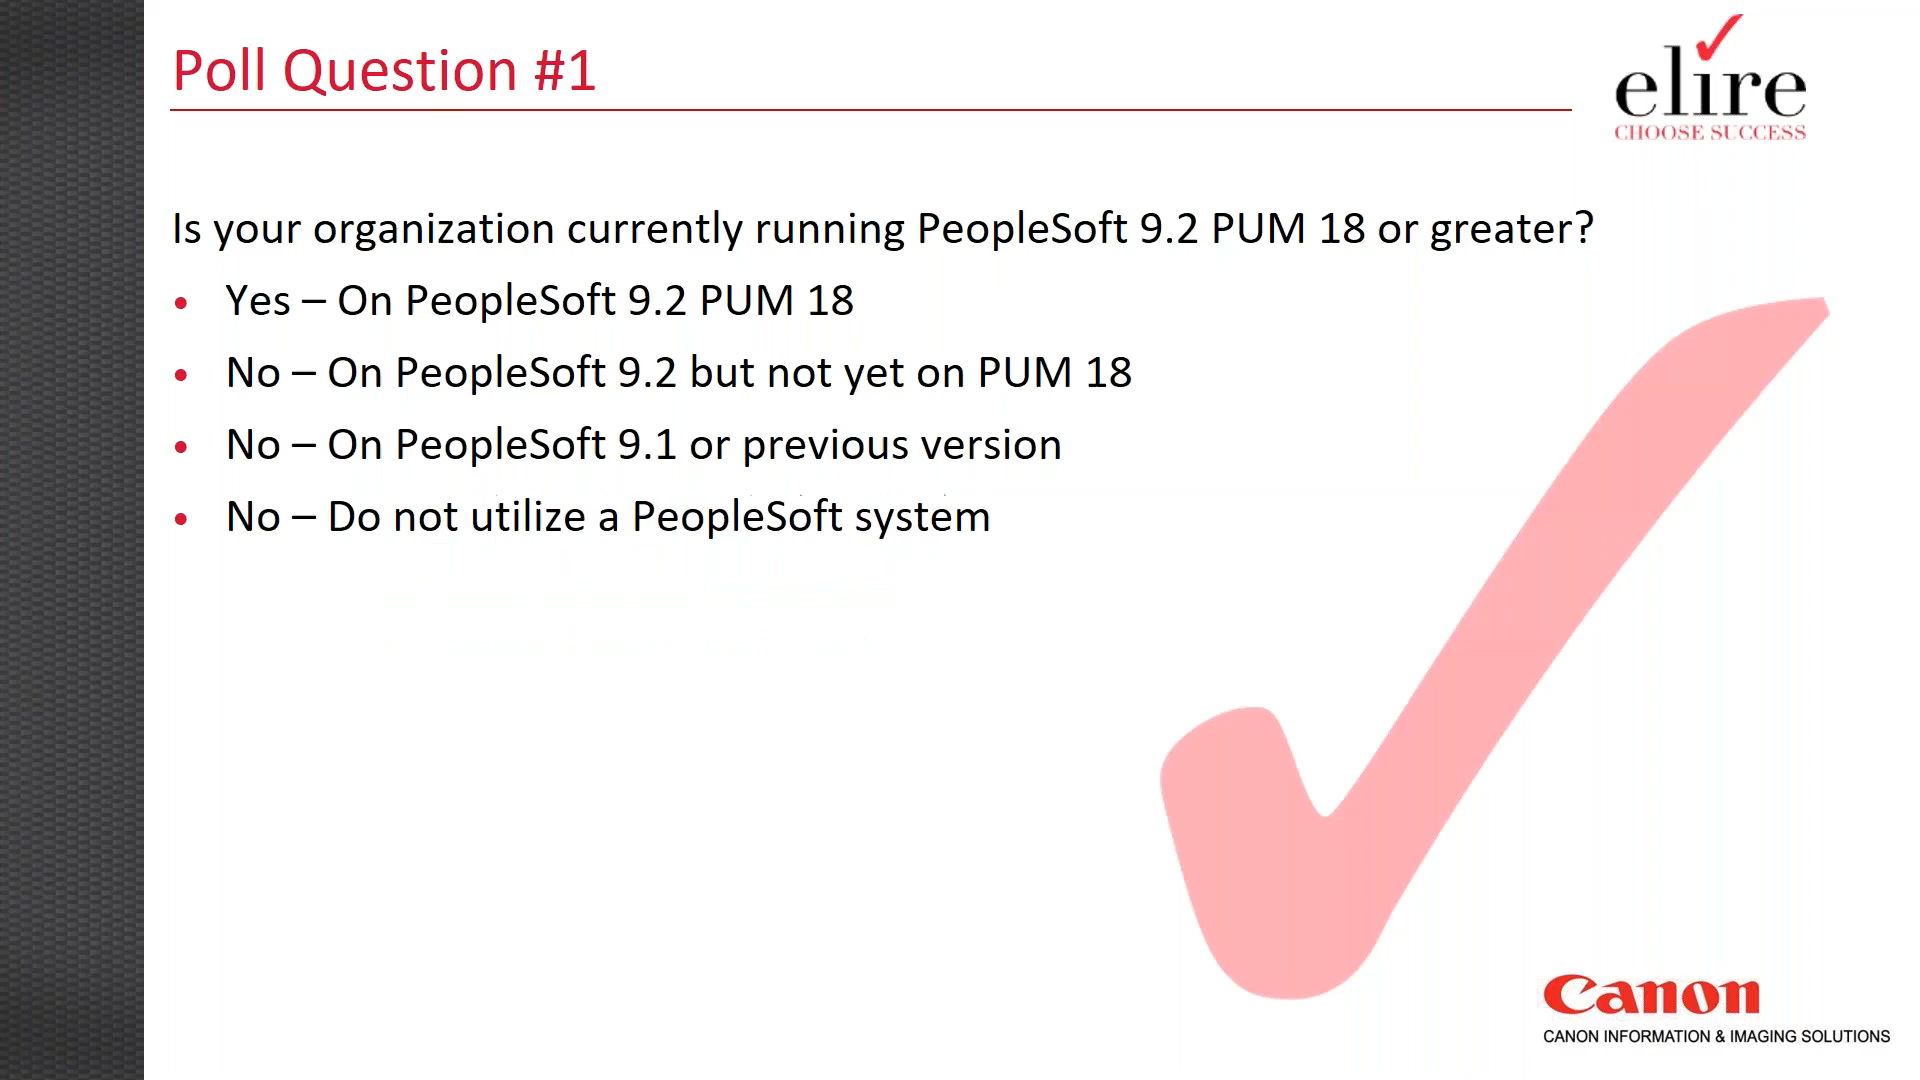 Poll Question #1
elire
CHOOSE SUCCESS
Is your organization currently running PeopleSoft 9.2 PUM 18 or greater?
• Yes – On PeopleSoft 9.2 PUM 18
• No – On PeopleSoft 9.2 but not yet on PUM 18
• No – On PeopleSoft 9.1 or previous version
• No – Do not utilize a PeopleSoft system
Canon
CANON INFORMATION & IMAGING SOLUTIONS